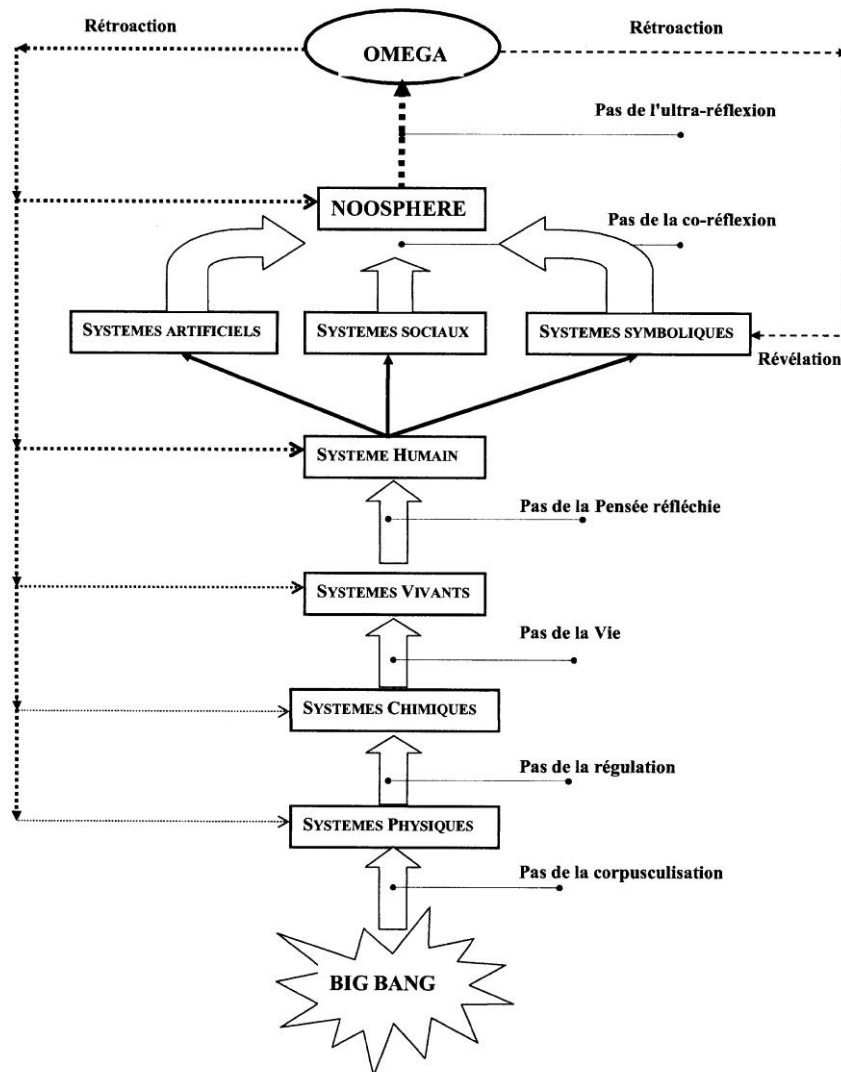 Rétroaction
Rétroaction
OMEGA
Pas de l'ultra-réflexion
NOOSPHERE
Pas de la co-réflexion
SYSTEMES ARTIFICIELS
SYSTEMES SOCIAUX
SYSTEMES SYMBOLIQUES
Révélation
SYSTEME HUMAIN
Pas de la Pensée réfléchie
SYSTEMES VIVANTS
Pas de la Vie
SYSTEMES CHIMIQUES
Pas de la régulation
SYSTEMES PHYSIQUES
Pas de la corpusculisation
BIG BANG